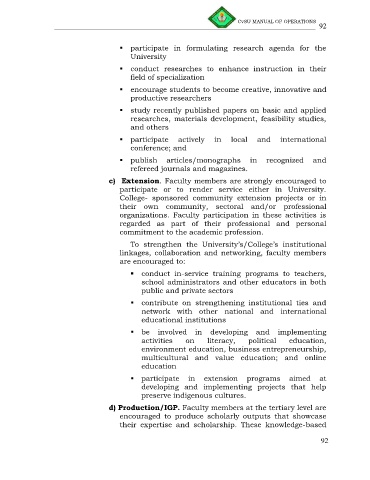 CvSU MANUAL OF OPERATIONS
92
▪ participate in formulating research agenda for the
University
▪ conduct researches to enhance instruction in their
field of specialization
▪ encourage students to become creative, innovative and
productive researchers
▪ study recently published papers on basic and applied
researches, materials development, feasibility studies,
and others
▪ participate actively in local and international
conference; and
▪ publish articles/monographs in recognized and
refereed journals and magazines.
c) Extension. Faculty members are strongly encouraged to
participate or to render service either in University.
College- sponsored community extension projects or in
their own community, sectoral and/or professional
organizations. Faculty participation in these activities is
regarded as part of their professional and personal
commitment to the academic profession.
To strengthen the University's/College's institutional
linkages, collaboration and networking, faculty members
are encouraged to:
▪ conduct in-service training programs to teachers,
school administrators and other educators in both
public and private sectors
▪ contribute on strengthening institutional ties and
network with other national and international
educational institutions
▪ be involved in developing and implementing
activities on literacy, political education,
environment education, business entrepreneurship,
multicultural and value education; and online
education
▪ participate in extension programs aimed at
developing and implementing projects that help
preserve indigenous cultures.
d) Production/IGP. Faculty members at the tertiary level are
encouraged to produce scholarly outputs that showcase
their expertise and scholarship. These knowledge-based
92